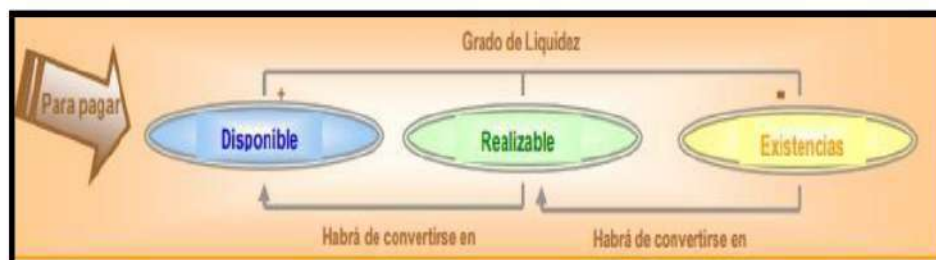 Grado de Liquidez
Para pagar
+
-
Disponible
Realizable
Existencias
Habrá de convertirse en
Habrá de convertirse en